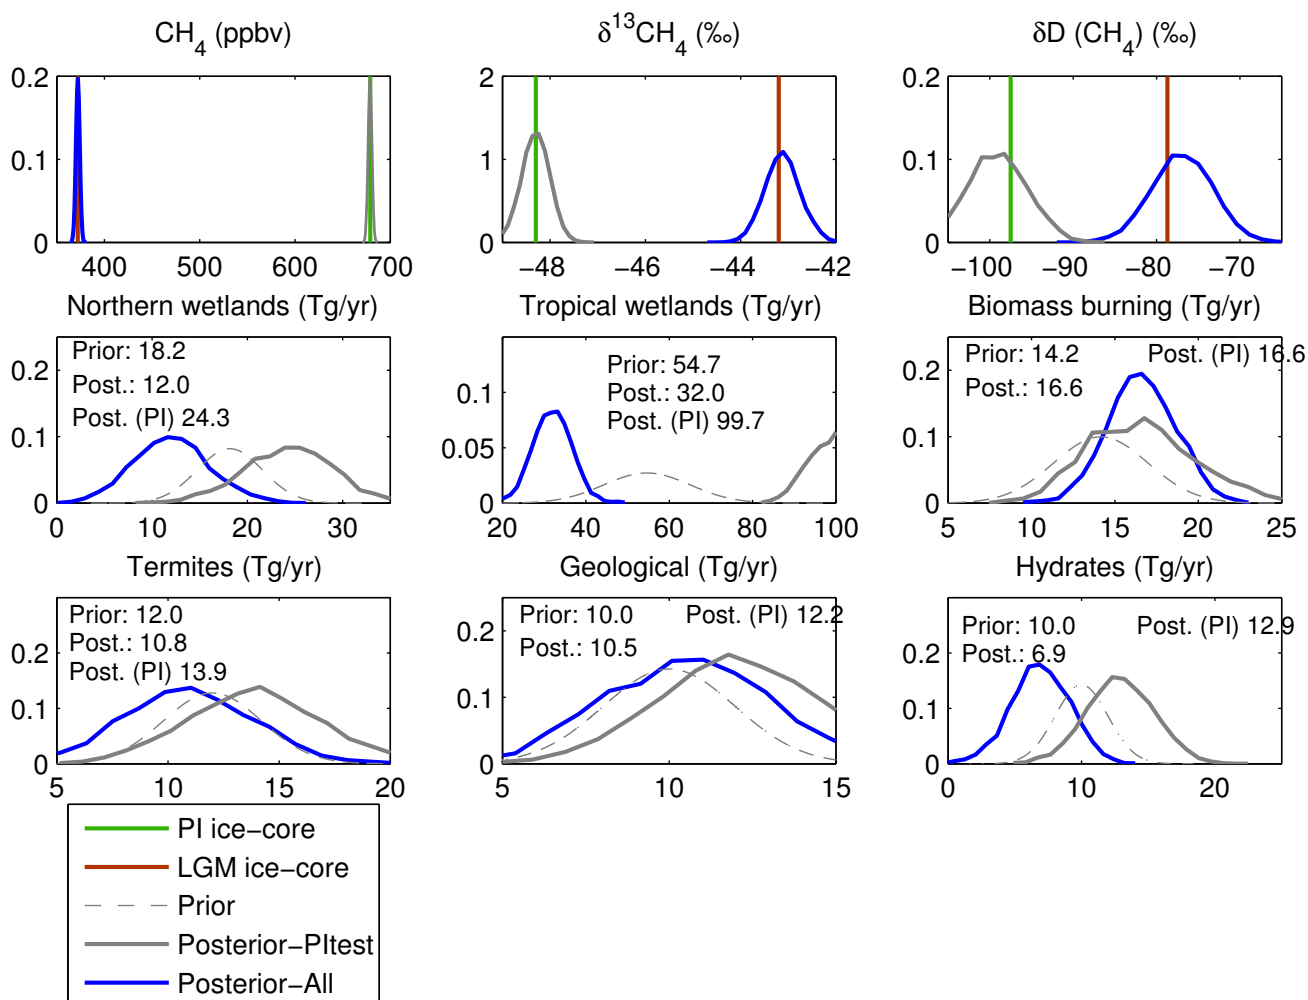 CH4 (ppbv)
δ13CH4 (‰)
δD (CH4) (‰)
0.2
0.1
0
400
500
600
700
2
1
0
−48
−46
−44
−42
0.2
0.1
0
−100
−90
−80
−70
Northern wetlands (Tg/yr)
Tropical wetlands (Tg/yr)
Biomass burning (Tg/yr)
Prior: 18.2
Post.: 12.0
Post. (PI) 24.3
0.2
0.1
0
0
10
20
30
Prior: 54.7
Post.: 32.0
Post. (PI) 99.7
0.1
0.05
0
20
40
60
80
100
Prior: 14.2
Post. (PI) 16.6
Post.: 16.6
0.2
0.1
0
5
10
15
20
25
Termites (Tg/yr)
Geological (Tg/yr)
Hydrates (Tg/yr)
Prior: 12.0
Post.: 10.8
Post. (PI) 13.9
0.2
0.1
0
5
10
15
20
Prior: 10.0
Post. (PI) 12.2
Post.: 10.5
0.2
0.1
0
5
10
15
Prior: 10.0
Post. (PI) 12.9
Post.: 6.9
0.2
0.1
0
0
10
20
PI ice−core
LGM ice−core
Prior
Posterior−PItest
Posterior−All